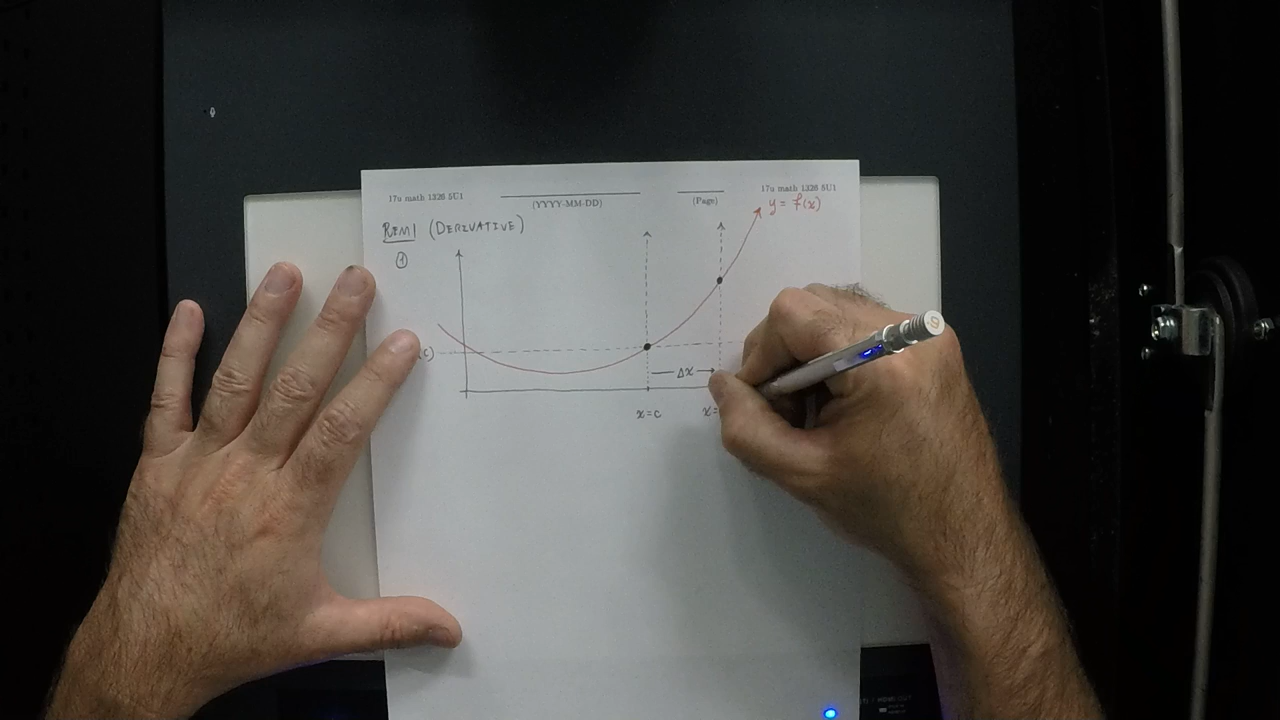 17u math 1326 5U1
(YYYY-MM-DD)
(Page)
17u math 1326 5U1
REM1 (DERIVATIVE)
y = f(x)
①
c)
Δx
x=c
x=